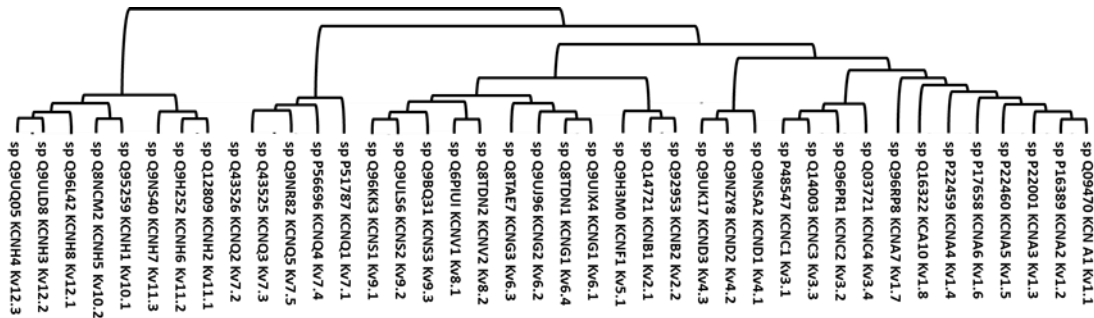 sp Q9UQ05 KCNH4 Kv12.3
sp Q9ULD8 KCNH3 Kv12.2
sp Q96L42 KCNH8 Kv12.1
sp Q8NCM2 KCNH5 Kv10.2
sp O95259 KCNH1 Kv10.1
sp Q9NS40 KCNH7 Kv11.3
sp Q9H252 KCNH6 Kv11.2
sp Q12809 KCNH2 Kv11.1
sp Q43526 KCNQ2 Kv7.2
sp Q43525 KCNQ3 Kv7.3
sp Q9NR82 KCNQ5 Kv7.5
sp P56696 KCNQ4 Kv7.4
sp P51787 KCNQ1 Kv7.1
sp Q96KK3 KCNS1 Kv9.1
sp Q9ULS6 KCNS2 Kv9.2
sp Q9BQ31 KCNS3 Kv9.3
sp Q6PIUI KCNV1 Kv8.1
sp Q8TDN2 KCNV2 Kv8.2
sp Q8TAE7 KCNG3 Kv6.3
sp Q9UJ96 KCNG2 Kv6.2
sp Q8TDN1 KCNG1 Kv6.4
sp Q9UIX4 KCNG1 Kv6.1
sp Q9H3M0 KCNF1 Kv5.1
sp Q14721 KCNB1 Kv2.1
sp Q92953 KCNB2 Kv2.2
sp Q9UK17 KCND3 Kv4.3
sp Q9NZY8 KCND2 Kv4.2
sp Q9NSA2 KCND1 Kv4.1
sp P48547 KCNC1 Kv3.1
sp Q14003 KCNC3 Kv3.3
sp Q96PR1 KCNC2 Kv3.2
sp Q03721 KCNC4 Kv3.4
sp Q96RP8 KCNA7 Kv1.7
sp Q16322 KCA10 Kv1.8
sp P22459 KCNA4 Kv1.4
sp P17658 KCNA6 Kv1.6
sp P22460 KCNA5 Kv1.5
sp P22001 KCNA3 Kv1.3
sp P16389 KCNA2 Kv1.2
sp Q09470 KCN A1 Kv1.1